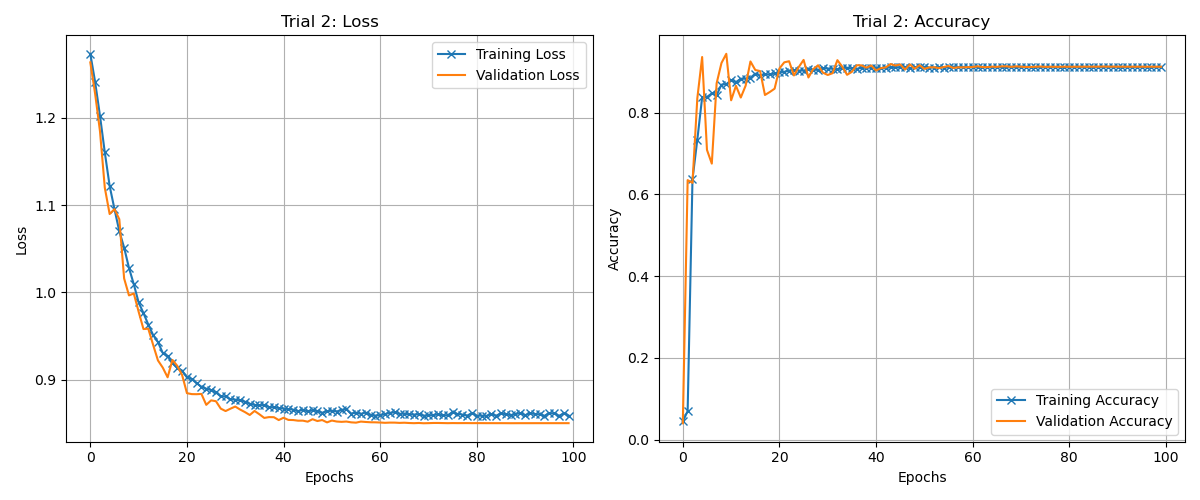 Trial 2: Loss
Training Loss
Validation Loss
1.2
1.1
1.0
0.9
Loss
0 20 40 60 80 100
Epochs
Trial 2: Accuracy
0.8
0.6
0.4
0.2
0.0
Accuracy
Training Accuracy
Validation Accuracy
0 20 40 60 80 100
Epochs